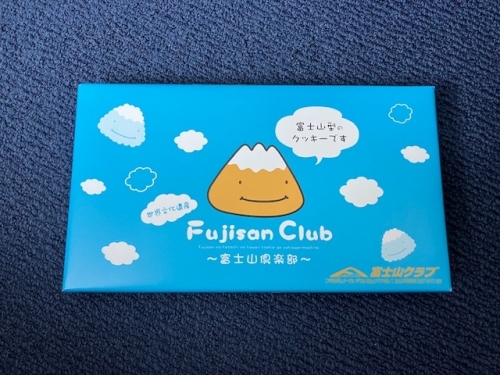 富士山型の
クッキーです
世界文化遺産
Fujisan Club
～富士山倶楽部～
富士山クラブ